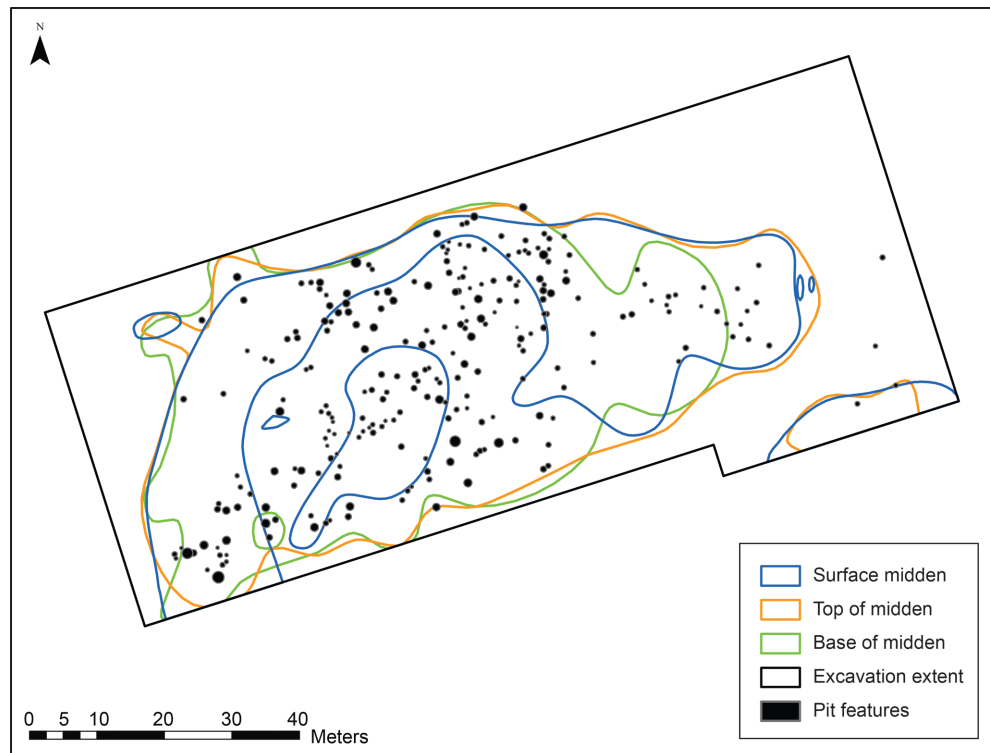 N
Surface midden
Top of midden
Base of midden
Excavation extent
Pit features
0 5 10 20 30 40
Meters